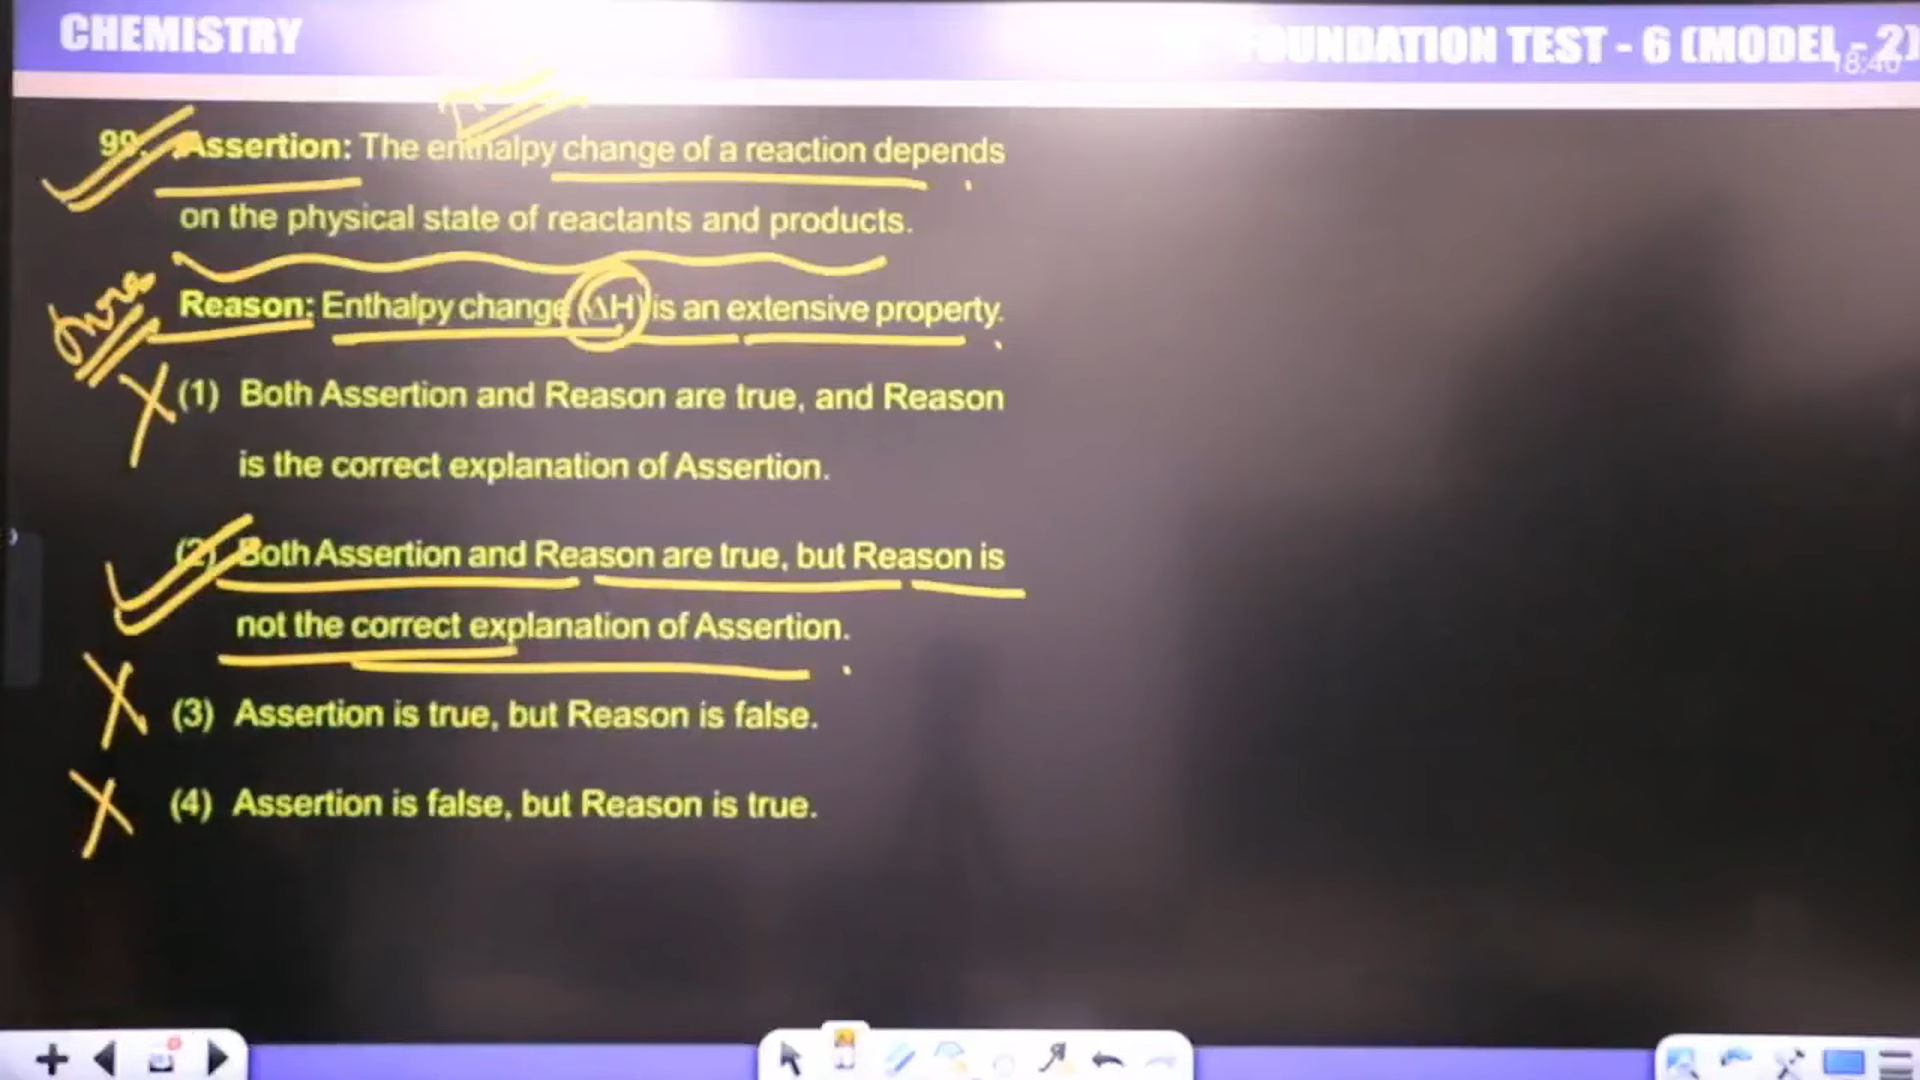 CHEMISTRY
FOUNDATION TEST - 6 (MODEL - 2)
18:40
99. Assertion: The enthalpy change of a reaction depends
on the physical state of reactants and products.
Reason: Enthalpy change (ΔH) is an extensive property.
(1) Both Assertion and Reason are true, and Reason
is the correct explanation of Assertion.
(2) Both Assertion and Reason are true, but Reason is
not the correct explanation of Assertion.
(3) Assertion is true, but Reason is false.
(4) Assertion is false, but Reason is true.